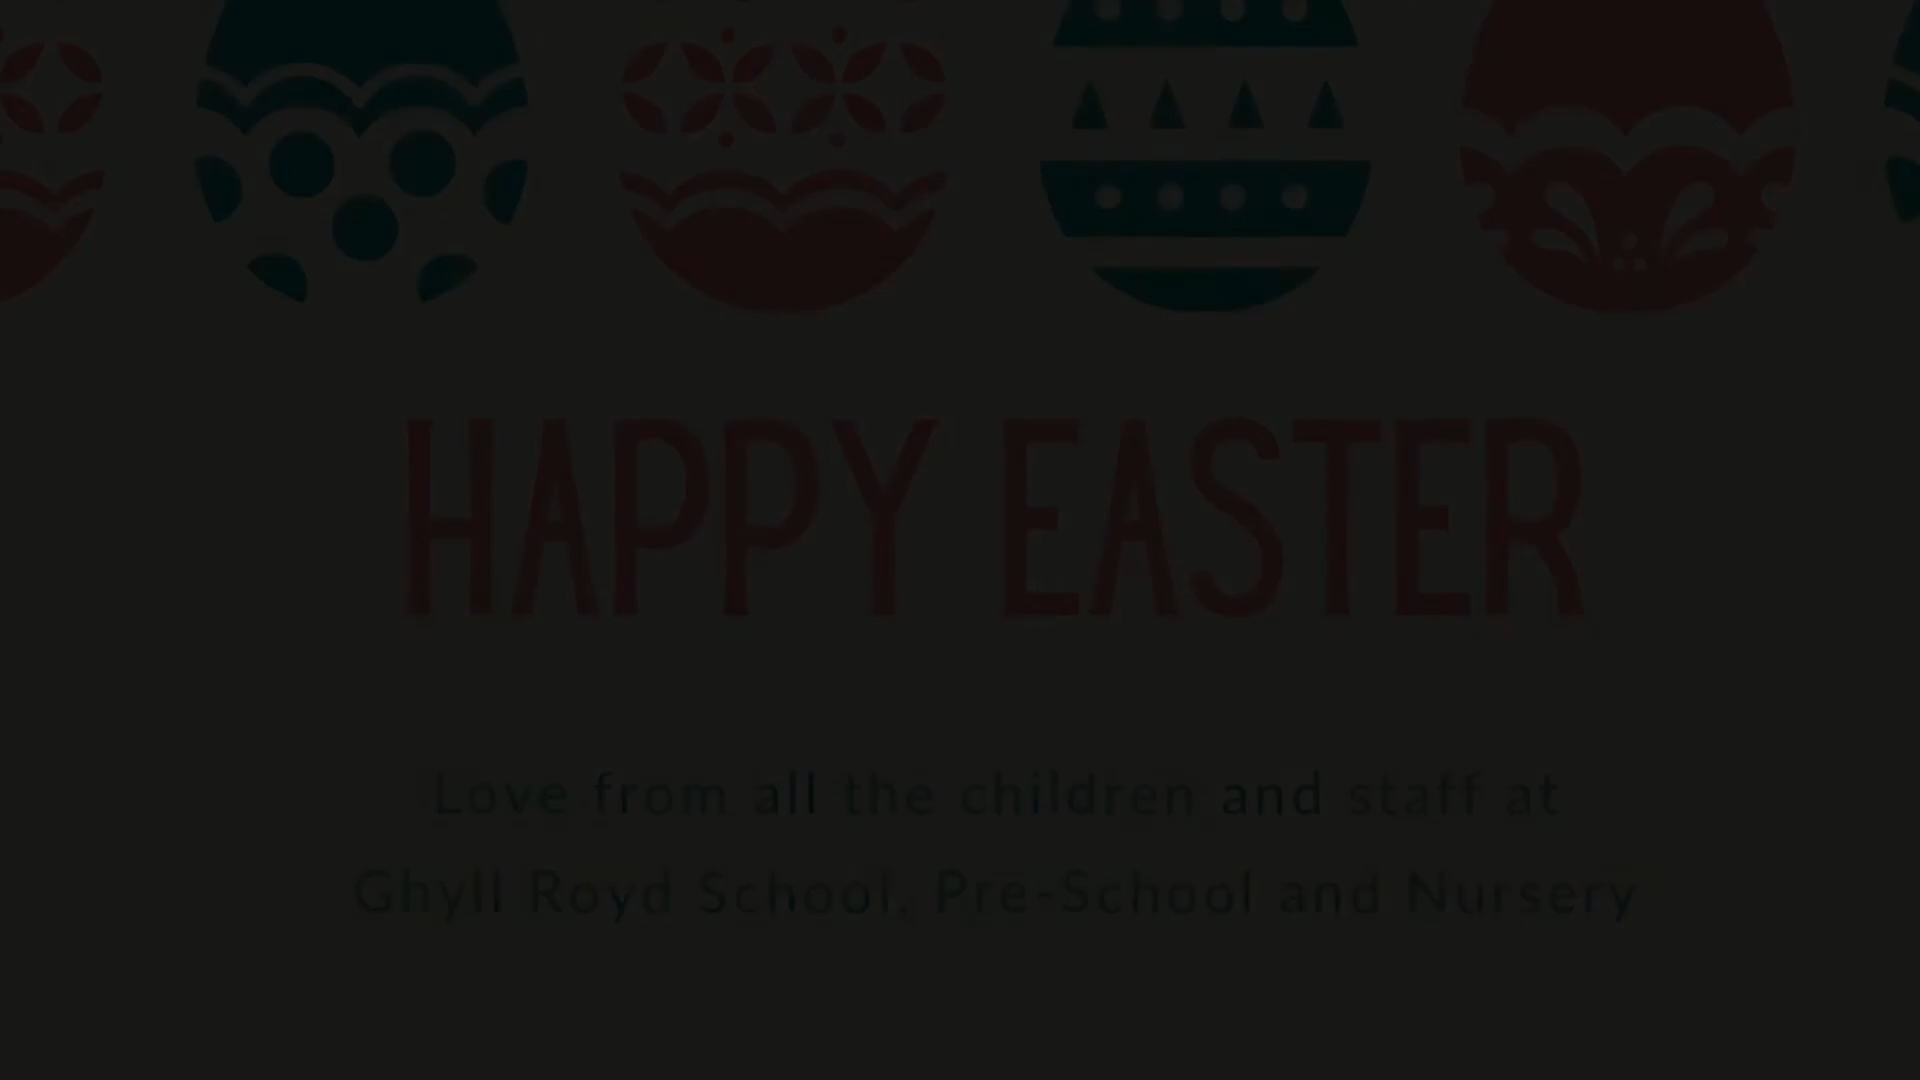 HAPPY EASTER
Love from all the children and staff at
Ghyll Royd School, Pre-School and Nursery